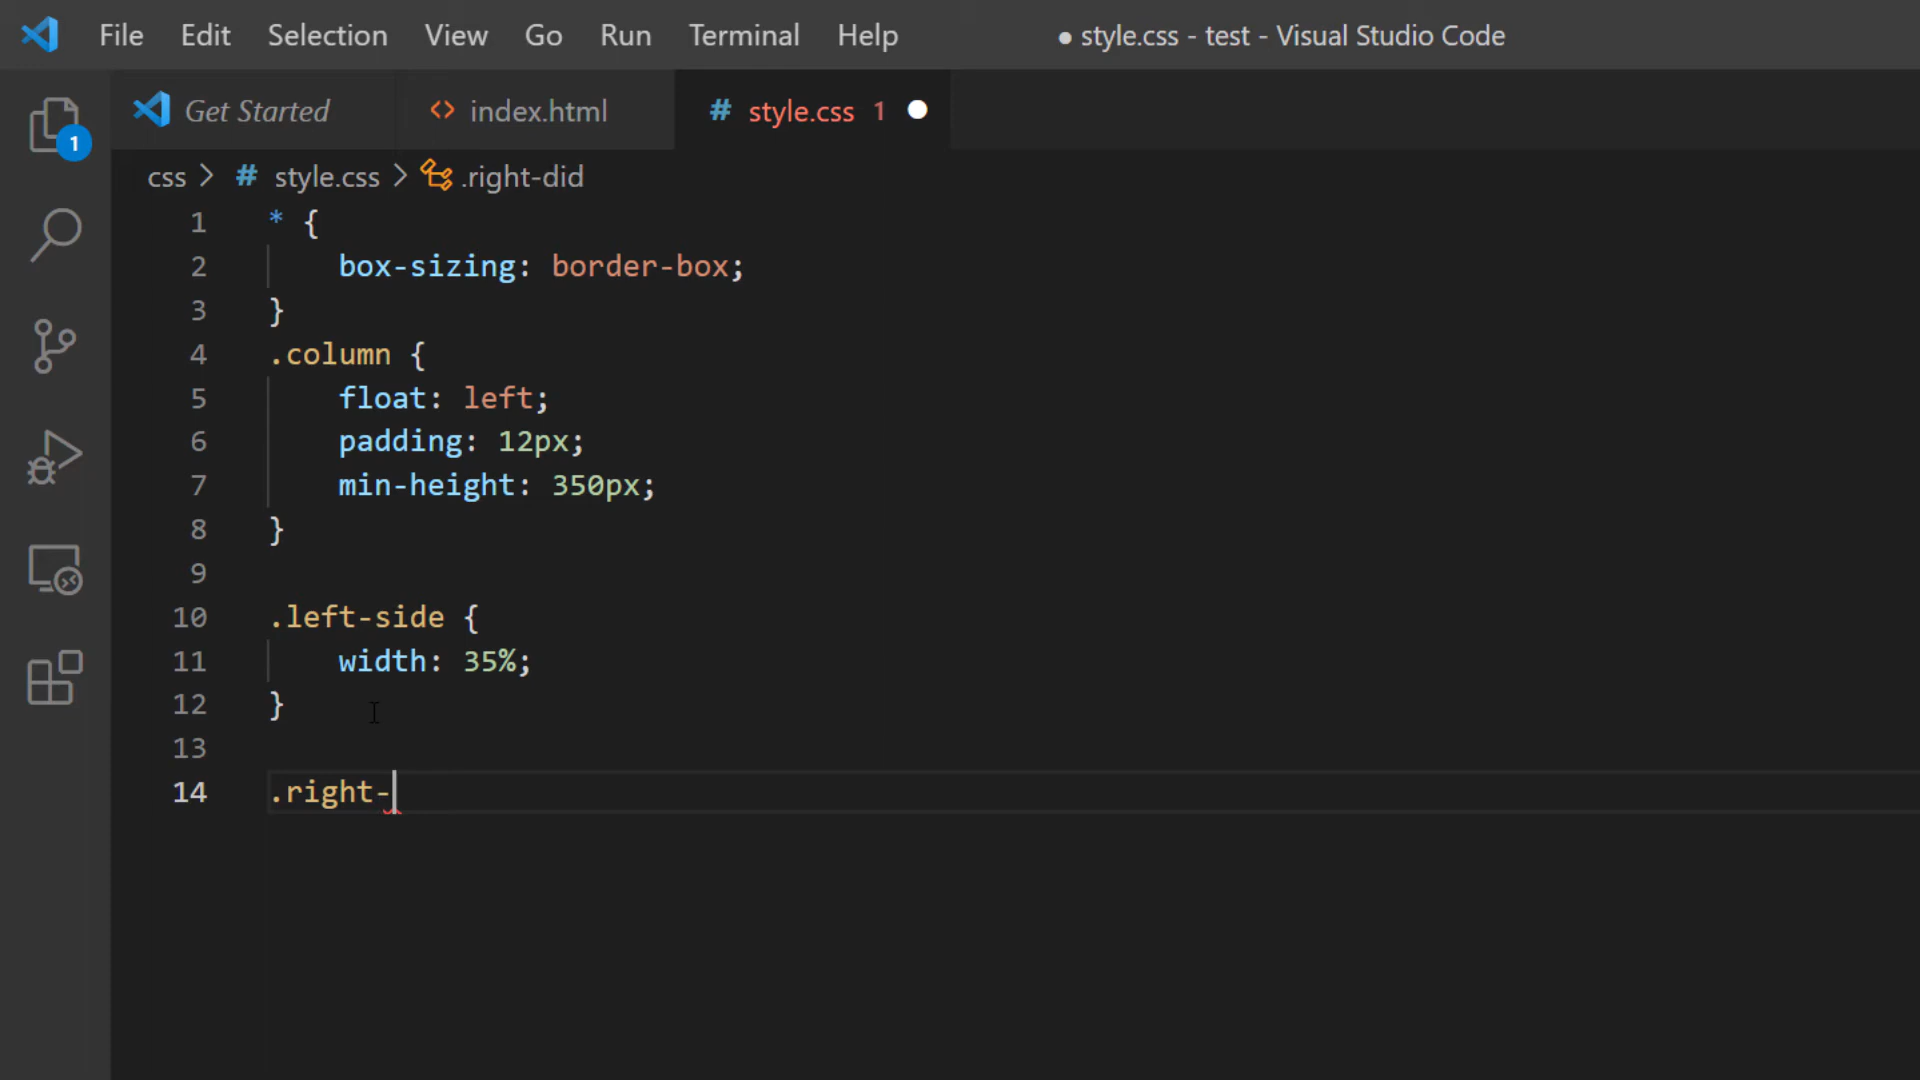 File Edit Selection View Go Run Terminal Help ● style.css - test - Visual Studio Code
Get Started <> index.html # style.css 1 ●
1
css > # style.css > .right-did
1 * {
2 box-sizing: border-box;
3 }
4 .column {
5 float: left;
6 padding: 12px;
7 min-height: 350px;
8 }
9
10 .left-side {
11 width: 35%;
12 }
13
14 .right-